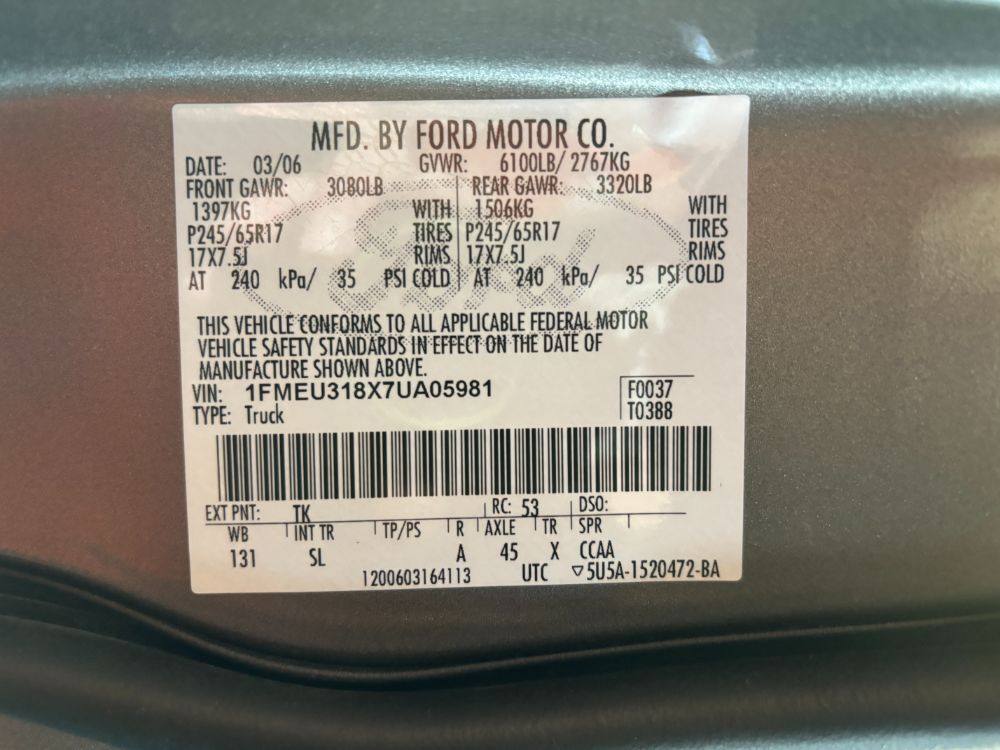 MFD. BY FORD MOTOR CO.
DATE: 03/06 GVWR: 6100LB/ 2767KG
FRONT GAWR: 3080LB REAR GAWR: 3320LB
1397KG WITH 1506KG WITH
P245/65R17 TIRES P245/65R17 TIRES
17X7.5J RIMS 17X7.5J RIMS
AT 240 kPa/ 35 PSI COLD AT 240 kPa/ 35 PSI COLD
Ford
THIS VEHICLE CONFORMS TO ALL APPLICABLE FEDERAL MOTOR
VEHICLE SAFETY STANDARDS IN EFFECT ON THE DATE OF
MANUFACTURE SHOWN ABOVE.
VIN: 1FMEU318X7UA05981 F0037
TYPE: Truck T0388
EXT PNT: TK RC: 53 DSO:
WB INT TR TP/PS R AXLE TR SPR
131 SL A 45 X CCAA
1200603164113 UTC ▽5U5A-1520472-BA